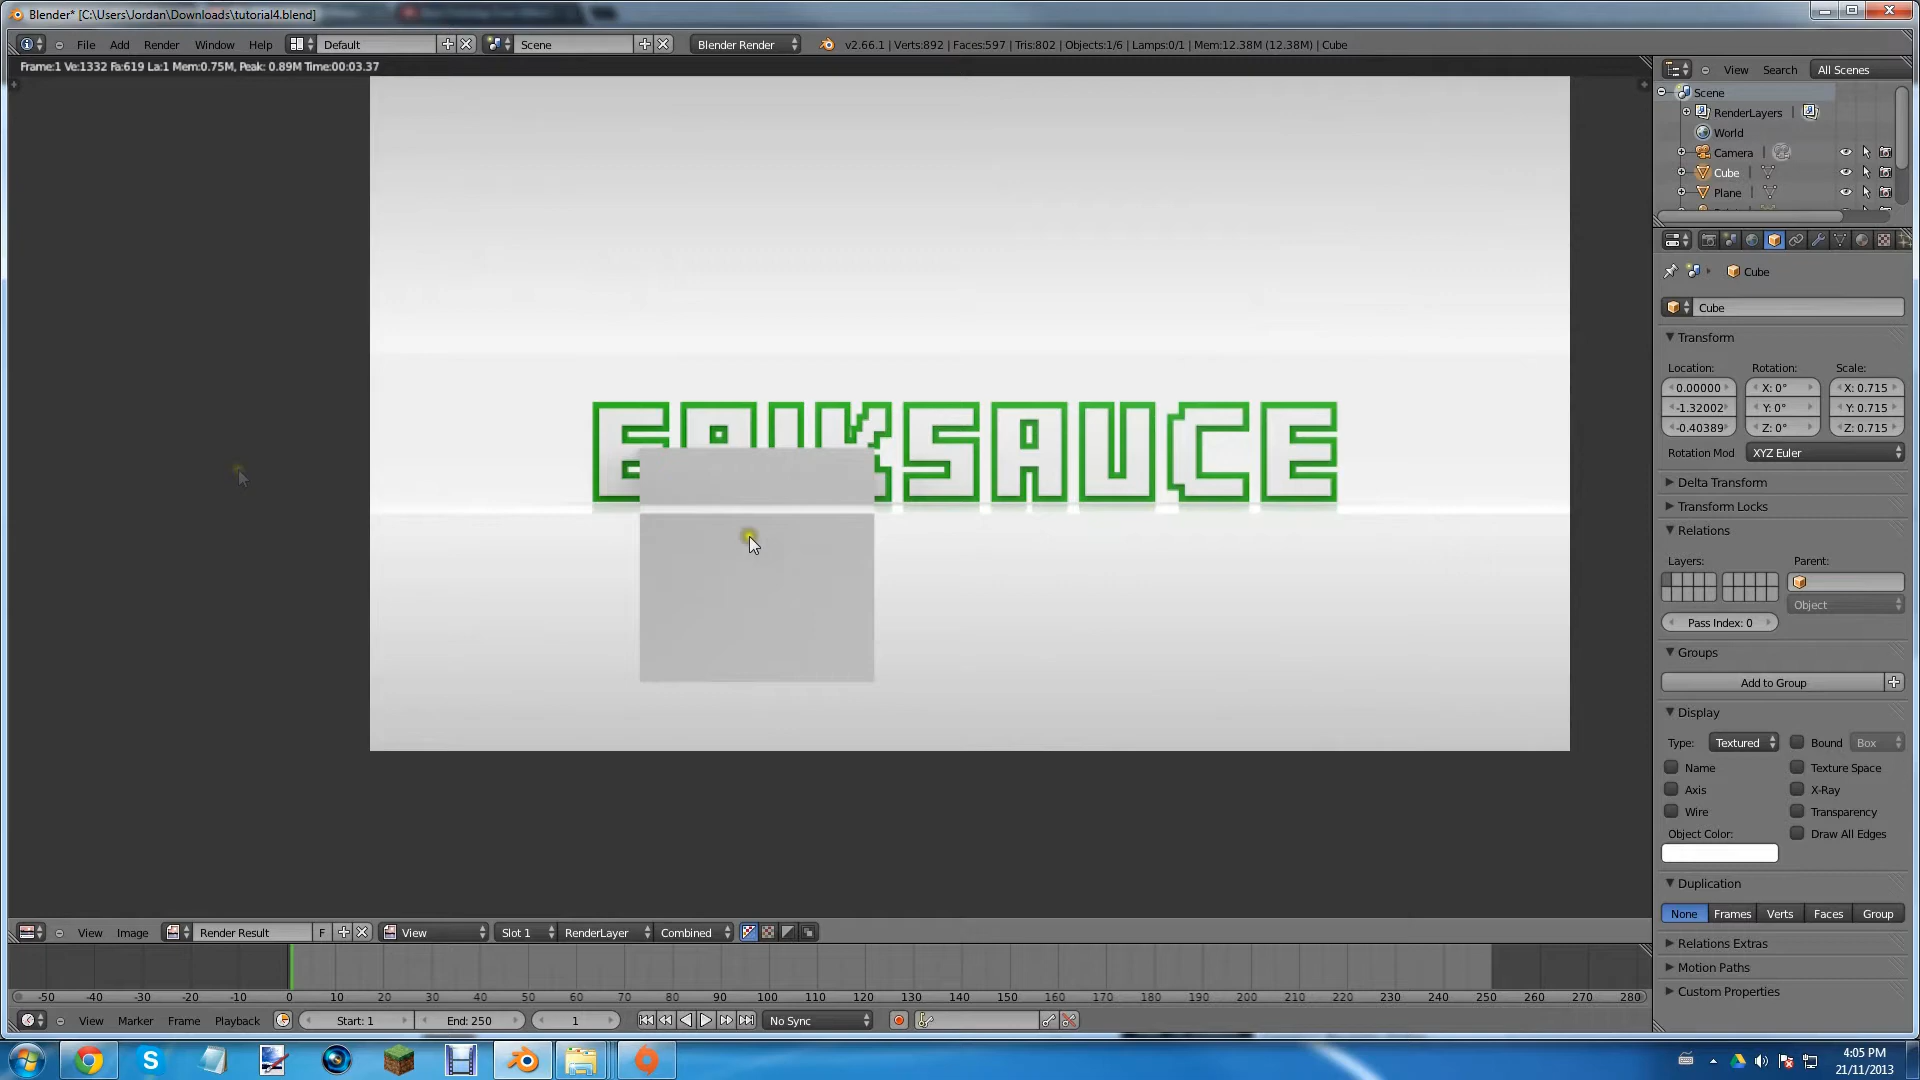 Blender* [C:\Users\Jordan\Downloads\tutorial4.blend]
File Add Render Window Help Default Scene Blender Render v2.66.1 | Verts:892 | Faces:597 | Tris:802 | Objects:1/6 | Lamps:0/1 | Mem:12.38M (12.38M) | Cube
Frame:1 Ve:1332 Fa:619 La:1 Mem:0.75M, Peak: 0.89M Time:00:03.37
View Search All Scenes
Scene
RenderLayers
World
Camera
Cube
Plane
Cube
Cube
Transform
Location: Rotation: Scale:
0.00000 X: 0° X: 0.715
-1.32002 Y: 0° Y: 0.715
-0.40389 Z: 0° Z: 0.715
Rotation Mod XYZ Euler
Delta Transform
Transform Locks
Relations
Layers: Parent:
Object
Pass Index: 0
Groups
Add to Group
Display
Type: Textured Bound Box
Name Texture Space
Axis X-Ray
Wire Transparency
Object Color: Draw All Edges
Duplication
None Frames Verts Faces Group
Relations Extras
Motion Paths
Custom Properties
ERIKSAUCE
View Image Render Result F View Slot 1 RenderLayer Combined
-50 -40 -30 -20 -10 0 10 20 30 40 50 60 70 80 90 100 110 120 130 140 150 160 170 180 190 200 210 220 230 240 250 260 270 280
View Marker Frame Playback Start: 1 End: 250 1 No Sync
4:05 PM
21/11/2013